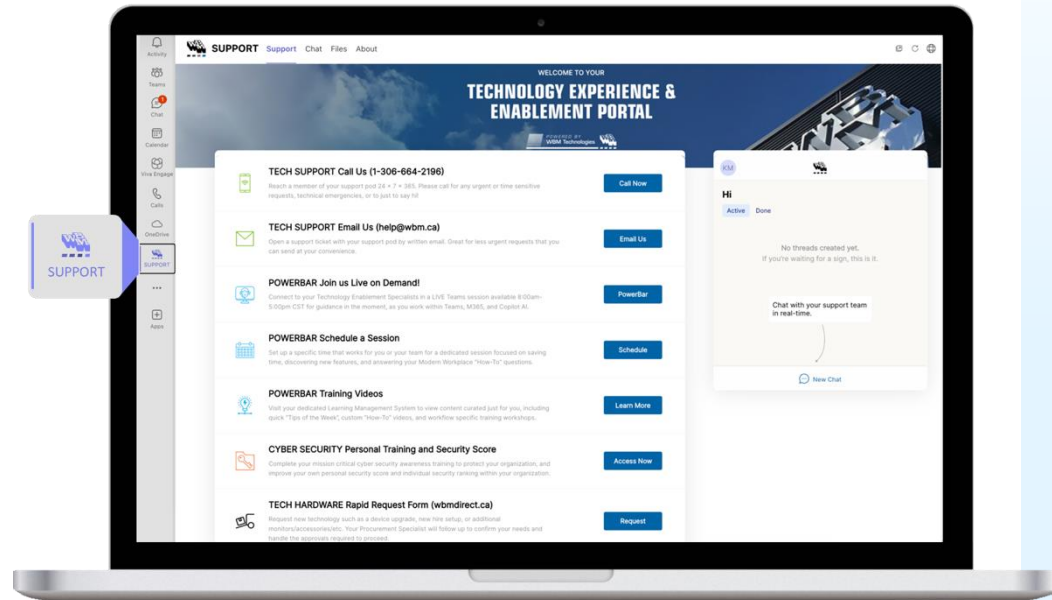 Activity
Teams
Chat
Calendar
Viva Engage
Calls
OneDrive
SUPPORT
Apps
SUPPORT
SUPPORT Support Chat Files About
WELCOME TO YOUR
TECHNOLOGY EXPERIENCE &
ENABLEMENT PORTAL
POWERED BY
WBM Technologies
TECH SUPPORT Call Us (1-306-664-2196)
Reach a member of your support pod 24 x 7 x 365. Please call for any urgent or time sensitive
requests, technical emergencies, or to just to say hi!
Call Now
TECH SUPPORT Email Us (help@wbm.ca)
Open a support ticket with your support pod by written email. Great for less urgent requests that you
can send at your convenience.
Email Us
POWERBAR Join us Live on Demand!
Connect to your Technology Enablement Specialists in a LIVE Teams session available 8:00am-
5:00pm CST for guidance in the moment, as you work within Teams, M365, and Copilot AI.
PowerBar
POWERBAR Schedule a Session
Set up a specific time that works for you or your team for a dedicated session focused on saving
time, discovering new features, and answering your Modern Workplace "How-To" questions.
Schedule
POWERBAR Training Videos
Visit your dedicated Learning Management System to view content curated just for you, including
quick "Tips of the Week", custom "How-To" videos, and workflow specific training workshops.
Learn More
CYBER SECURITY Personal Training and Security Score
Complete your mission critical cyber security awareness training to protect your organization, and
improve your own personal security score and individual security ranking within your organization.
Access Now
TECH HARDWARE Rapid Request Form (wbmdirect.ca)
Request new technology such as a device upgrade, new hire setup, or additional
monitors/accessories/etc. Your Procurement Specialist will follow up to confirm your needs and
handle the approvals required to proceed.
Request
KM
Hi
Active Done
No threads created yet.
If you're waiting for a sign, this is it.
Chat with your support team
in real-time.
New Chat